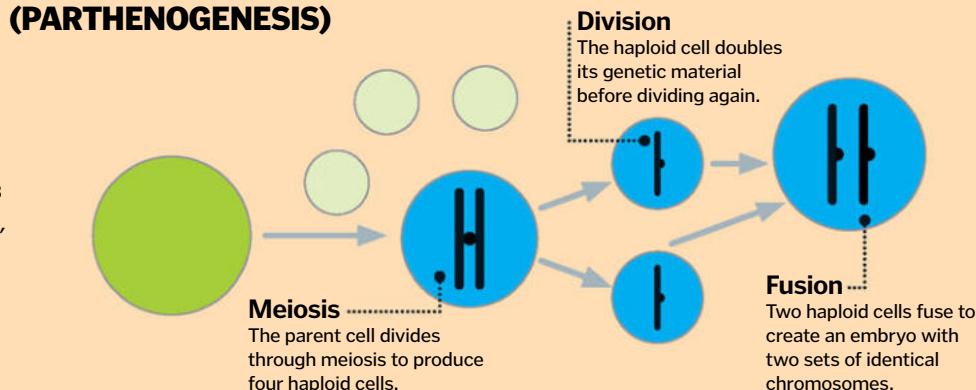 (PARTHENOGENESIS)
Division
The haploid cell doubles
its genetic material
before dividing again.
Meiosis
The parent cell divides
through meiosis to produce
four haploid cells.
Fusion
Two haploid cells fuse to
create an embryo with
two sets of identical
chromosomes.